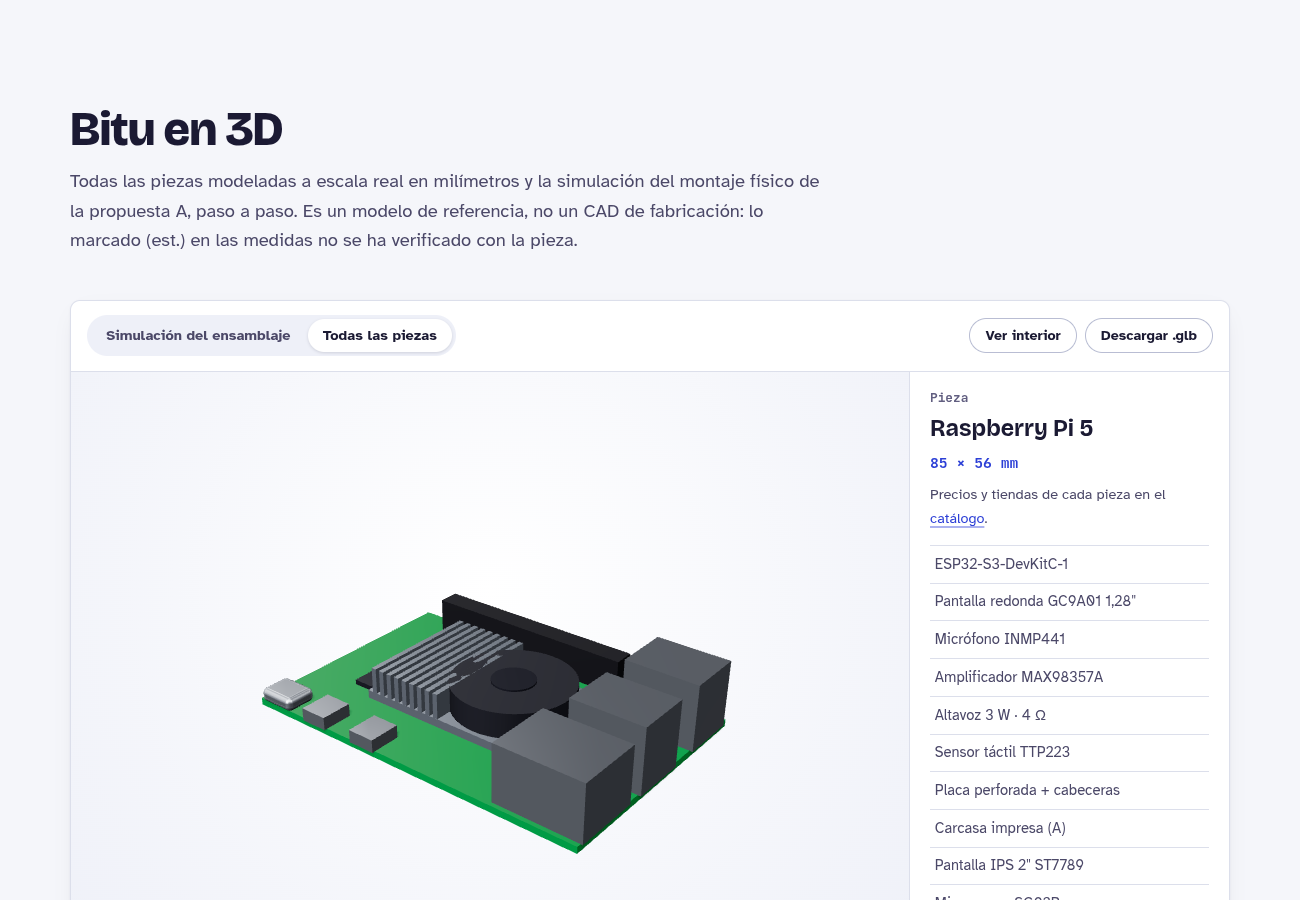 Bitu en 3D
Todas las piezas modeladas a escala real en milímetros y la simulación del montaje físico de
la propuesta A, paso a paso. Es un modelo de referencia, no un CAD de fabricación: lo
marcado (est.) en las medidas no se ha verificado con la pieza.
Simulación del ensamblaje
Todas las piezas
Ver interior
Descargar .glb
Pieza
Raspberry Pi 5
85 × 56 mm
Precios y tiendas de cada pieza en el
catálogo.
ESP32-S3-DevKitC-1
Pantalla redonda GC9A01 1,28"
Micrófono INMP441
Amplificador MAX98357A
Altavoz 3 W · 4 Ω
Sensor táctil TTP223
Placa perforada + cabeceras
Carcasa impresa (A)
Pantalla IPS 2" ST7789